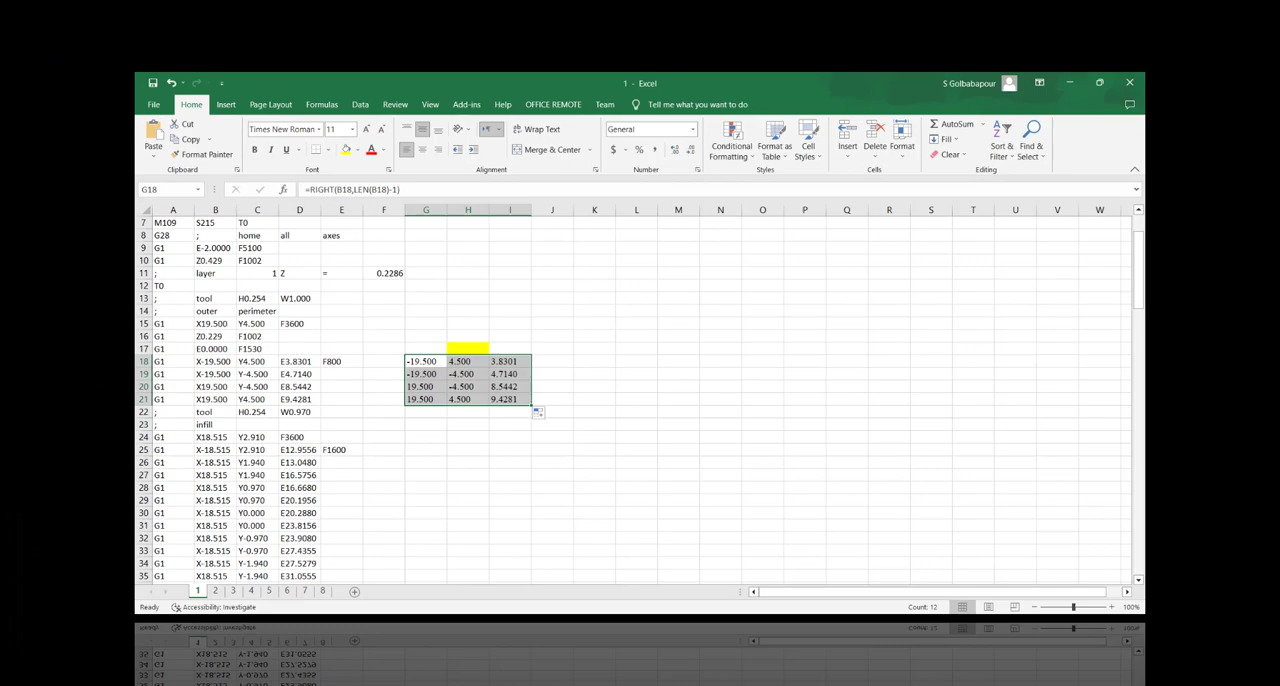 1 - Excel S Golbabapour
File Home Insert Page Layout Formulas Data Review View Add-ins Help OFFICE REMOTE Team Tell me what you want to do
Paste Cut Copy Format Painter Clipboard
Times New Roman 11 B I U A Font
Wrap Text Merge & Center Alignment
General $ % , Number
Conditional Formatting Format as Table Cell Styles Styles
Insert Delete Format Cells
AutoSum Fill Clear Sort & Filter Find & Select Editing
G18 fx =RIGHT(B18,LEN(B18)-1)
A B C D E F G H I J K L M N O P Q R S T U V W
7 M109 S215 T0
8 G28 ; home all axes
9 G1 E-2.0000 F5100
10 G1 Z0.429 F1002
11 ; layer 1 Z = 0.2286
12 T0
13 ; tool H0.254 W1.000
14 ; outer perimeter
15 G1 X19.500 Y4.500 F3600
16 G1 Z0.229 F1002
17 G1 E0.0000 F1530
18 G1 X-19.500 Y4.500 E3.8301 F800 -19.500 4.500 3.8301
19 G1 X-19.500 Y-4.500 E4.7140 -19.500 -4.500 4.7140
20 G1 X19.500 Y-4.500 E8.5442 19.500 -4.500 8.5442
21 G1 X19.500 Y4.500 E9.4281 19.500 4.500 9.4281
22 ; tool H0.254 W0.970
23 ; infill
24 G1 X18.515 Y2.910 F3600
25 G1 X-18.515 Y2.910 E12.9556 F1600
26 G1 X-18.515 Y1.940 E13.0480
27 G1 X18.515 Y1.940 E16.5756
28 G1 X18.515 Y0.970 E16.6680
29 G1 X-18.515 Y0.970 E20.1956
30 G1 X-18.515 Y0.000 E20.2880
31 G1 X18.515 Y0.000 E23.8156
32 G1 X18.515 Y-0.970 E23.9080
33 G1 X-18.515 Y-0.970 E27.4355
34 G1 X-18.515 Y-1.940 E27.5279
35 G1 X18.515 Y-1.940 E31.0555
1 2 3 4 5 6 7 8
Ready Accessibility: Investigate Count: 12 100%